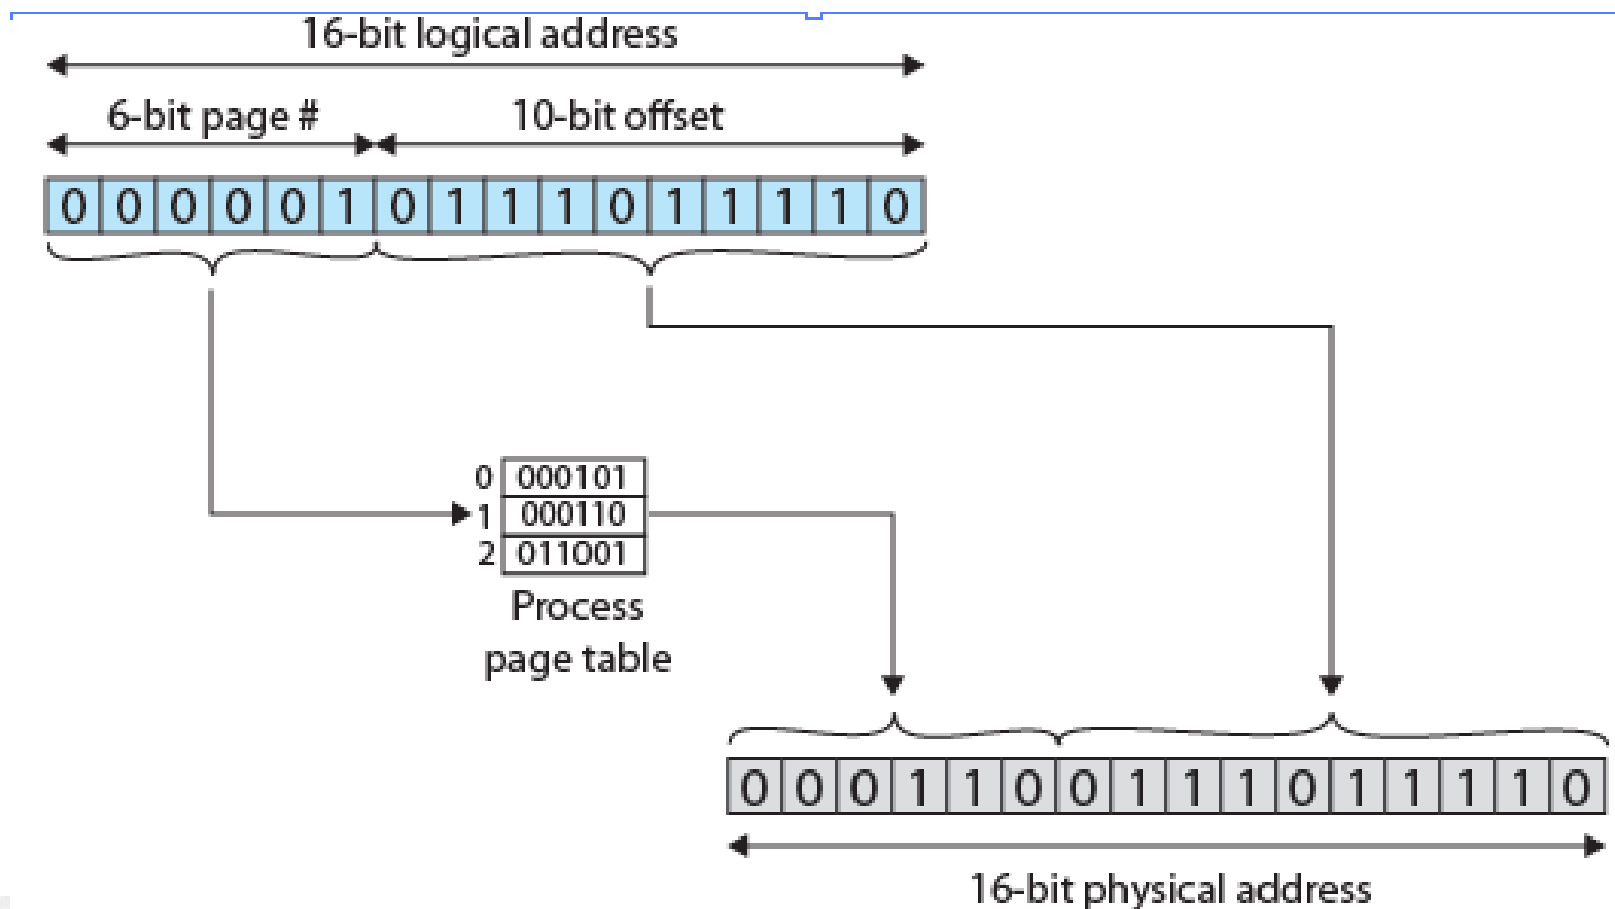 16-bit logical address
6-bit page # 10-bit offset
0 0 0 0 0 1 0 1 1 1 0 1 1 1 1 0
0 000101
1 000110
2 011001
Process
page table
0 0 0 1 1 0 0 1 1 1 0 1 1 1 1 0
16-bit physical address